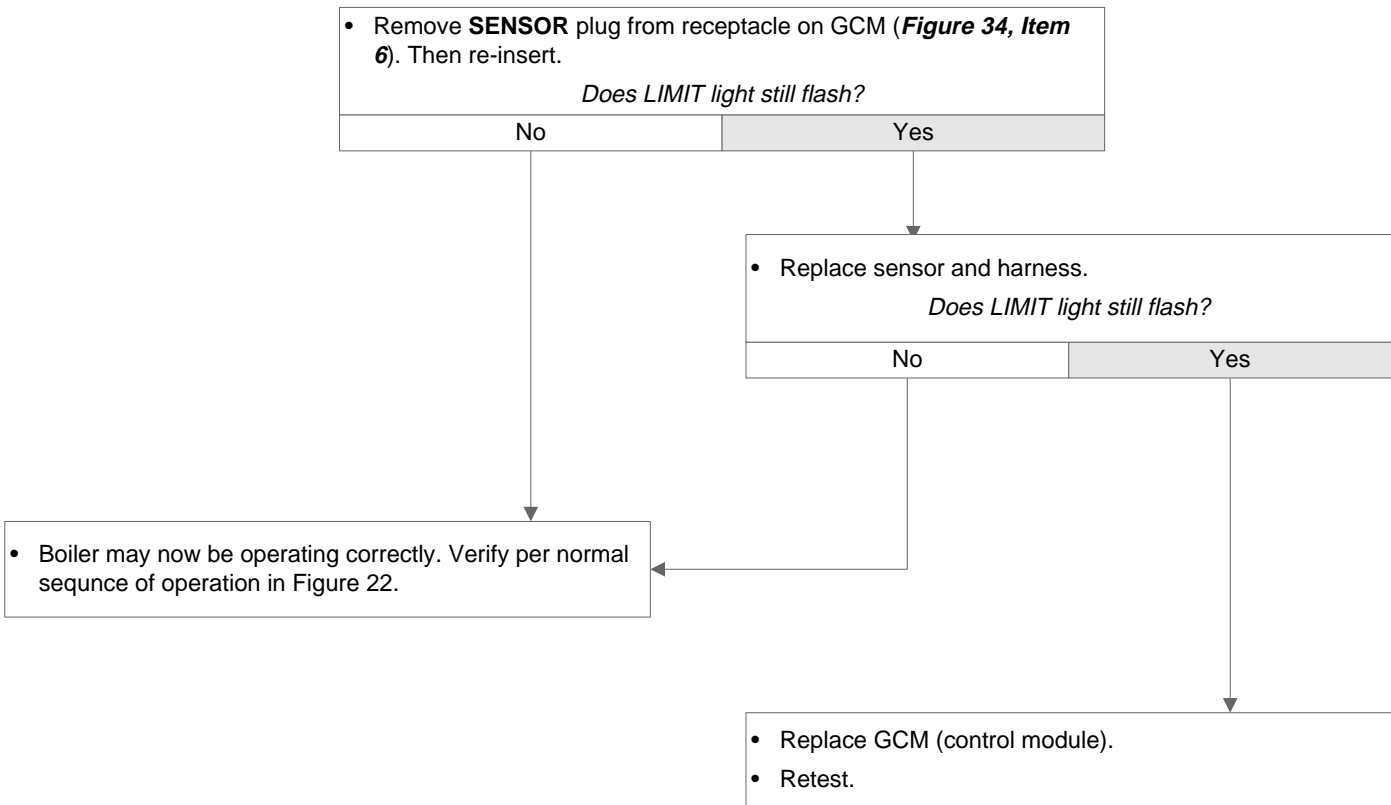 • Remove SENSOR plug from receptacle on GCM (Figure 34, Item
6). Then re-insert.
Does LIMIT light still flash?
No
Yes
• Replace sensor and harness.
Does LIMIT light still flash?
No
Yes
• Boiler may now be operating correctly. Verify per normal
sequnce of operation in Figure 22.
• Replace GCM (control module).
• Retest.